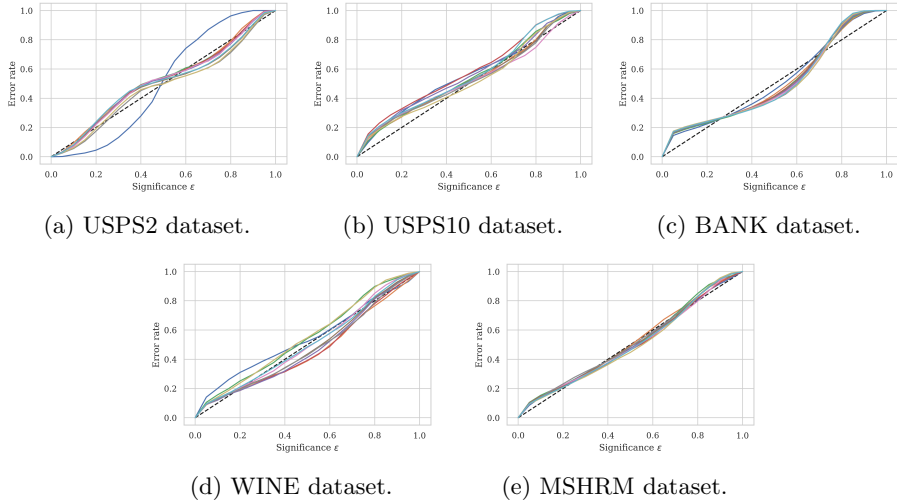 1.0
0.8
0.6
0.4
0.2
0.0
Error rate
0.0 0.2 0.4 0.6 0.8 1.0
Significance ε
(a) USPS2 dataset.
1.0
0.8
0.6
0.4
0.2
0.0
Error rate
0.0 0.2 0.4 0.6 0.8 1.0
Significance ε
(b) USPS10 dataset.
1.0
0.8
0.6
0.4
0.2
0.0
Error rate
0.0 0.2 0.4 0.6 0.8 1.0
Significance ε
(c) BANK dataset.
1.0
0.8
0.6
0.4
0.2
0.0
Error rate
0.0 0.2 0.4 0.6 0.8 1.0
Significance ε
(d) WINE dataset.
1.0
0.8
0.6
0.4
0.2
0.0
Error rate
0.0 0.2 0.4 0.6 0.8 1.0
Significance ε
(e) MSHRM dataset.